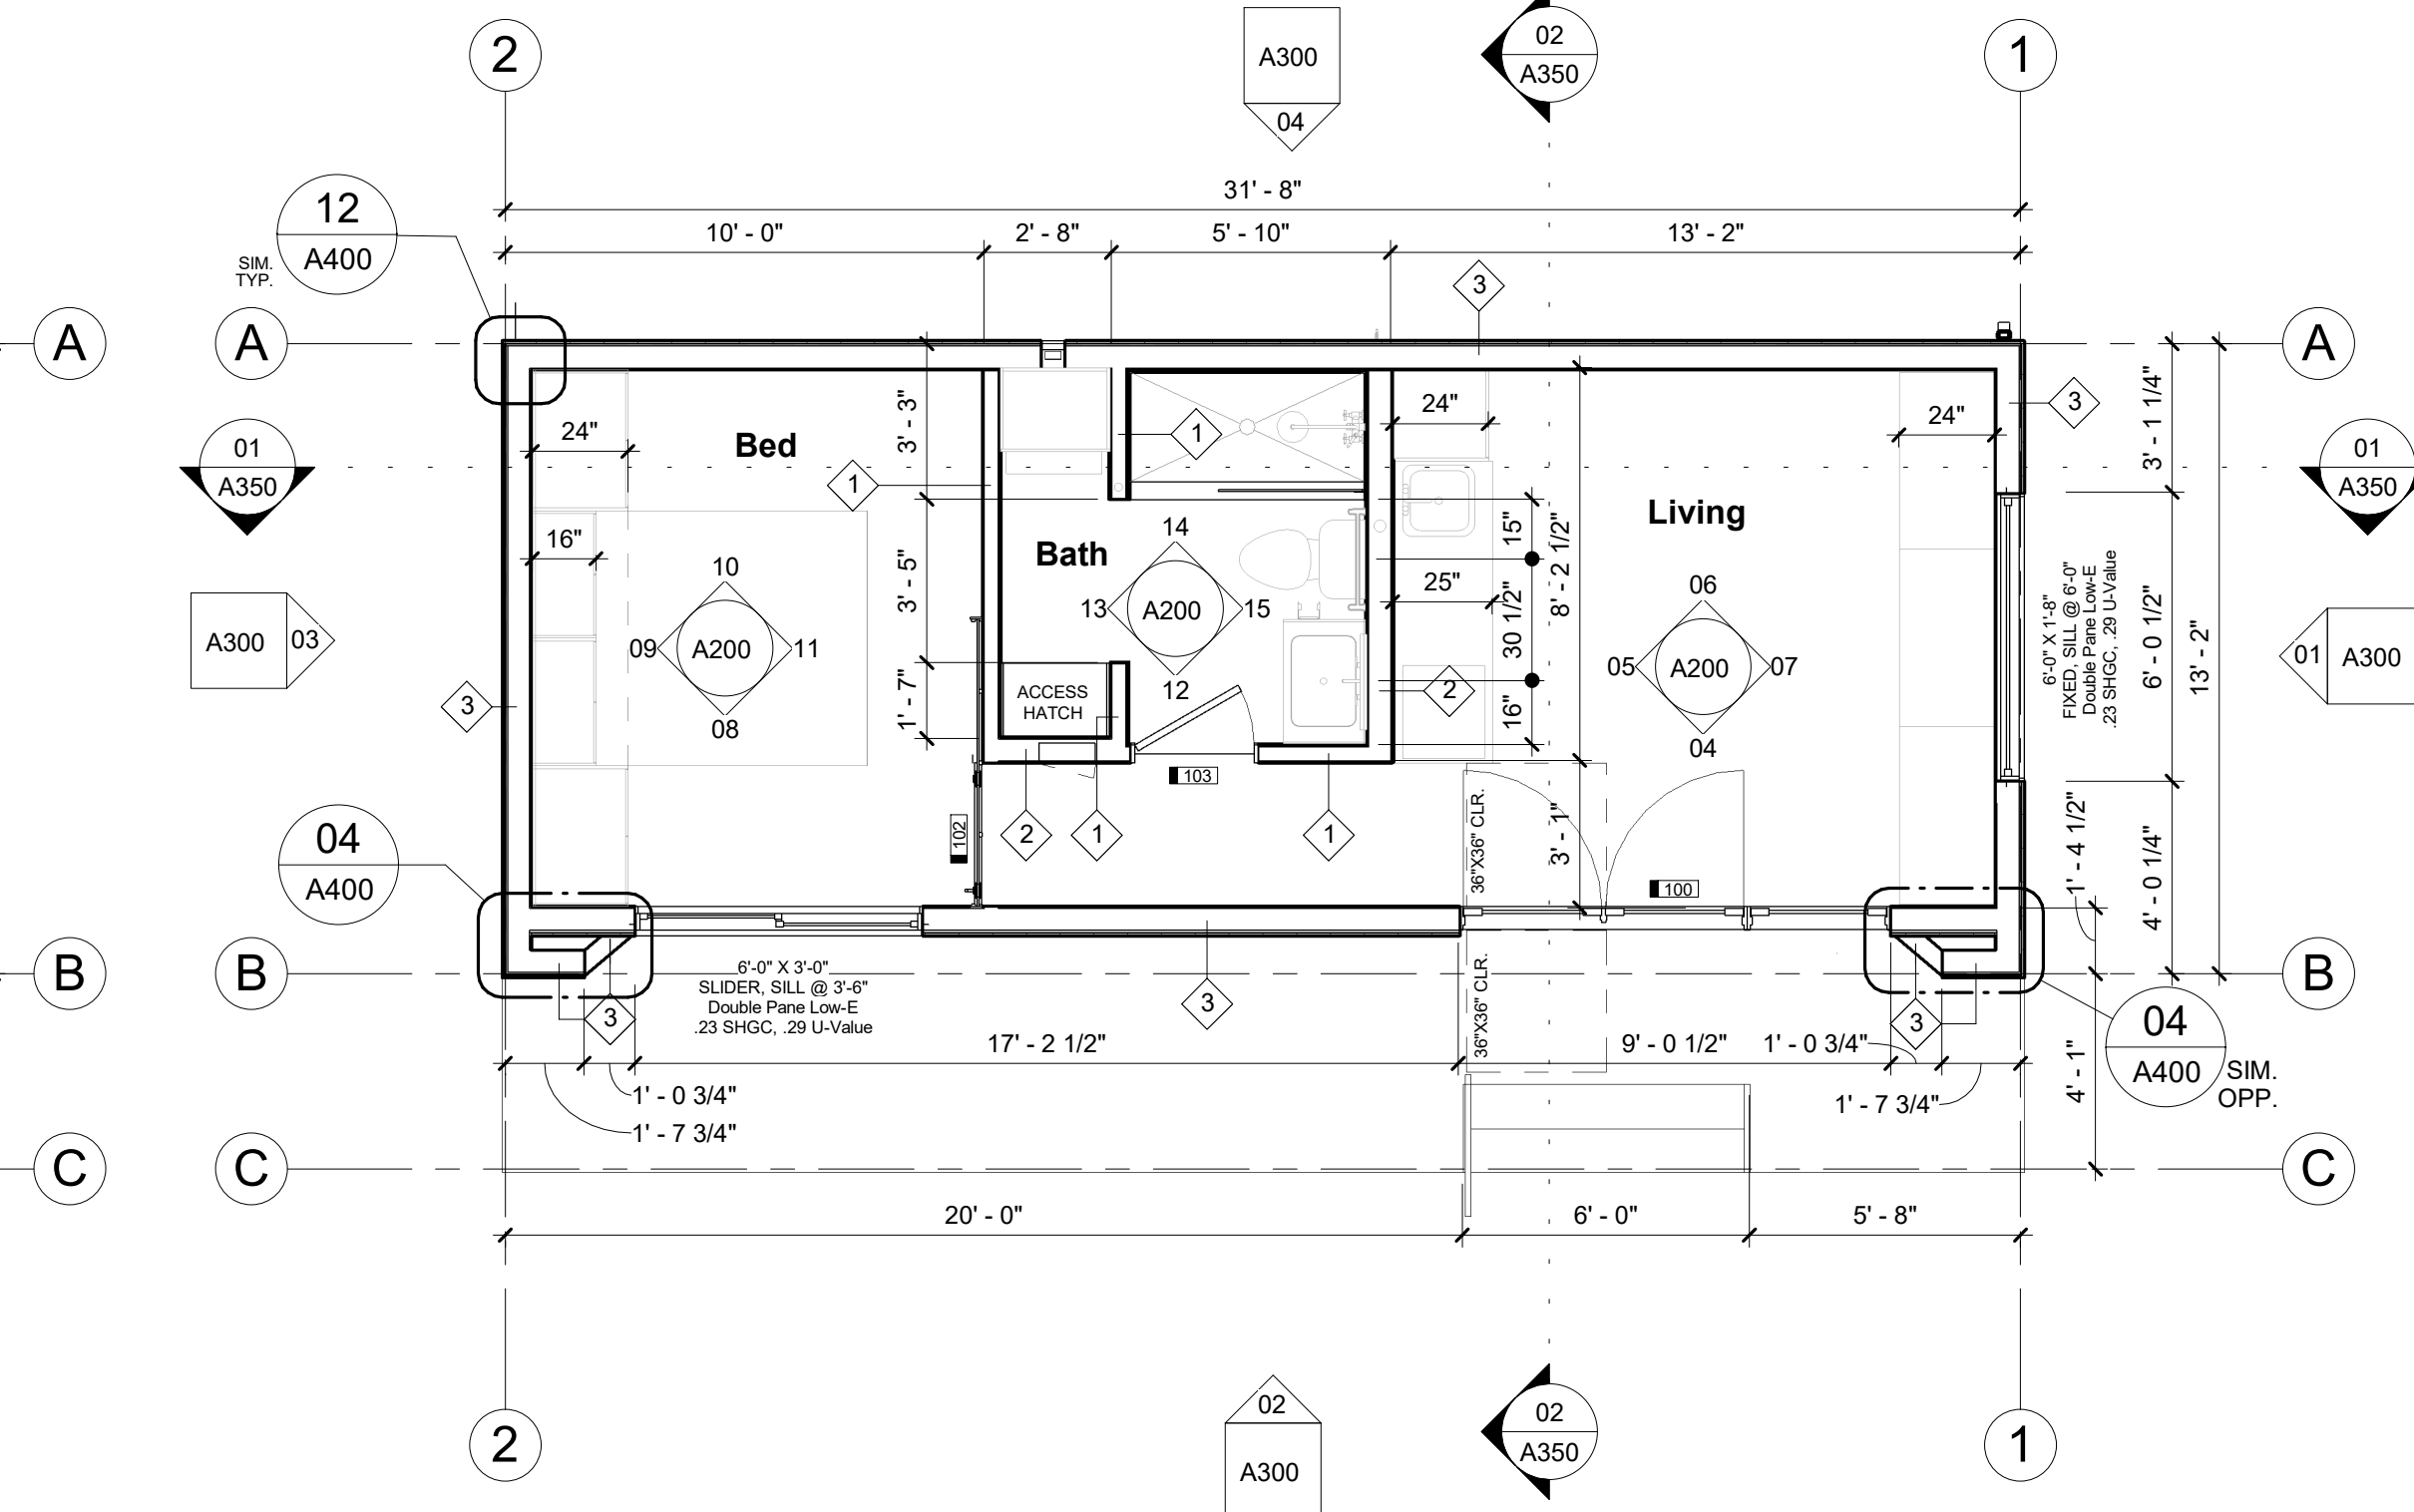 A300
04
02
A350
2
1
31' - 8"
10' - 0"
2' - 8"
5' - 10"
13' - 2"
12
A400
SIM.
TYP.
3
A
A
A
3
24"
24"
24"
3' - 3"
1
3' - 1 1/4"
01
A350
Bed
1
Living
01
A350
16"
Bath
14
15"
8' - 2 1/2"
3' - 5"
10
09
A200
11
08
13
A200
15
12
25"
30 1/2"
06
05
A200
07
04
6'-0" X 1'-8"
FIXED, SILL @ 6'-0"
Double Pane Low-E
.23 SHGC, .29 U-Value
6' - 0 1/2"
13' - 2"
A300
03
01
A300
3
1' - 7"
ACCESS
HATCH
2
16"
103
102
2
1
1
36"X36" CLR.
3' - 1"
100
1' - 4 1/2"
4' - 0 1/4"
04
A400
B
B
B
6'-0" X 3'-0"
SLIDER, SILL @ 3'-6"
Double Pane Low-E
.23 SHGC, .29 U-Value
3
3
3
36"X36" CLR.
04
A400
SIM.
OPP.
17' - 2 1/2"
9' - 0 1/2"
1' - 0 3/4"
1' - 0 3/4"
1' - 7 3/4"
1' - 7 3/4"
4' - 1"
C
C
C
20' - 0"
6' - 0"
5' - 8"
2
02
A300
02
A350
1